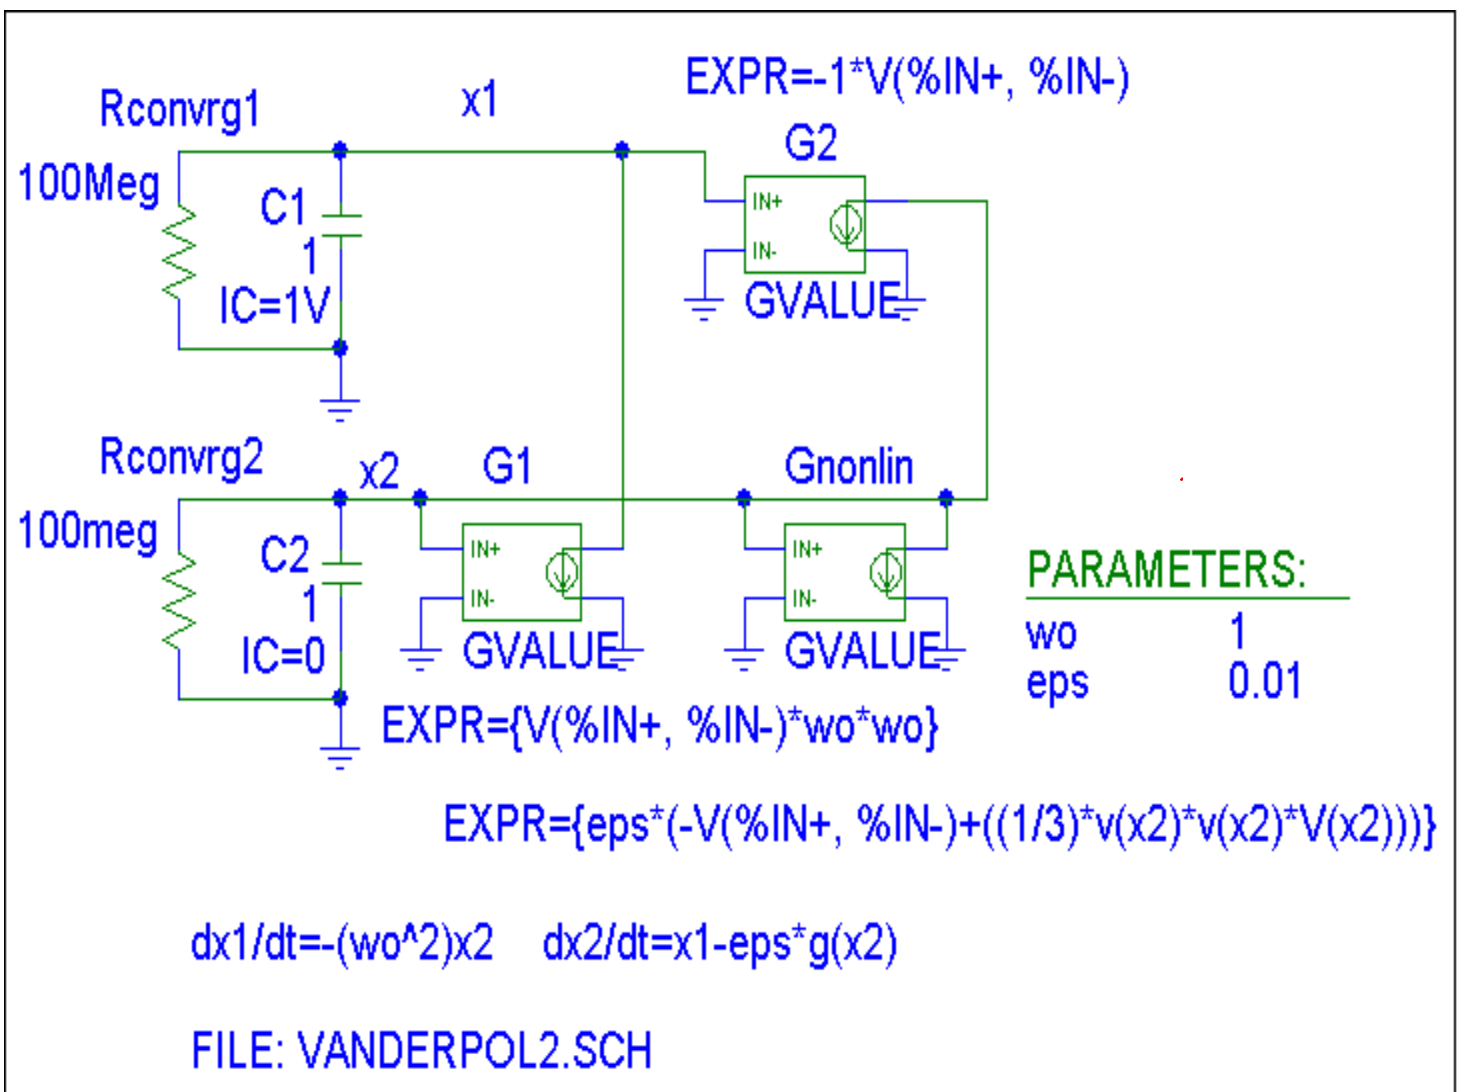 EXPR=-1*V(%IN+, %IN-)
x1
Rconvrg1
G2
100Meg
C1
IN+
1
IN-
IC=1V
GVALUE
Rconvrg2
x2
G1
Gnonlin
100meg
C2
IN+
IN+
PARAMETERS:
1
IN-
IN-
wo 1
IC=0
GVALUE
GVALUE
eps 0.01
EXPR={V(%IN+, %IN-)*wo*wo}
EXPR={eps*(-V(%IN+, %IN-)+((1/3)*v(x2)*v(x2)*V(x2)))}
dx1/dt=-(wo^2)x2 dx2/dt=x1-eps*g(x2)
FILE: VANDERPOL2.SCH